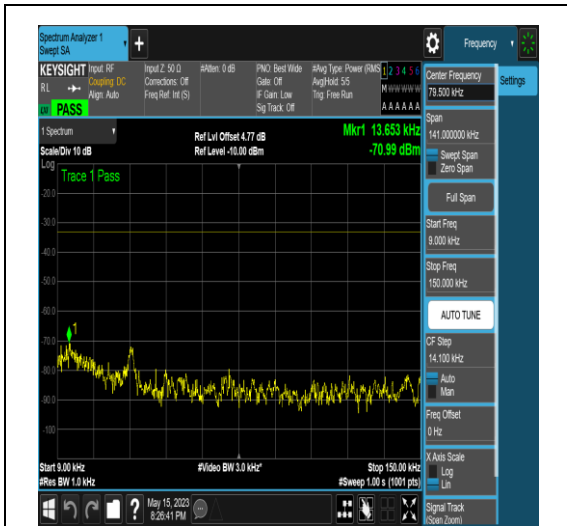 Spectrum Analyzer 1
Swept SA
+
Frequency
KEYSIGHT
Input: RF
Input Z: 50 Ω
#Atten: 0 dB
PNO: Best Wide
#Avg Type: Power (RMS
1 2 3 4 5 6
RL
Coupling: DC
Corrections: Off
Gate: Off
Avg|Hold: 5/5
M W W W W W
Align: Auto
Freq Ref: Int (S)
IF Gain: Low
Trig: Free Run
Sig Track: Off
A A A A A A
PASS
Center Frequency
79.500 kHz
Settings
Span
141.000000 kHz
Swept Span
Zero Span
Full Span
Start Freq
9.000 kHz
Stop Freq
150.000 kHz
AUTO TUNE
CF Step
14.100 kHz
Auto
Man
Freq Offset
0 Hz
X Axis Scale
Log
Lin
Signal Track
(Span Zoom)
1 Spectrum
Ref Lvl Offset 4.77 dB
Mkr1 13.653 kHz
Scale/Div 10 dB
Ref Level -10.00 dBm
-70.99 dBm
Log
Trace 1 Pass
-20.0
-30.0
-40.0
-50.0
-60.0
-70.0
1
-80.0
-90.0
-100
Start 9.00 kHz
#Video BW 3.0 kHz*
Stop 150.00 kHz
#Res BW 1.0 kHz
#Sweep 1.00 s (1001 pts)
?
May 15, 2023
8:26:41 PM